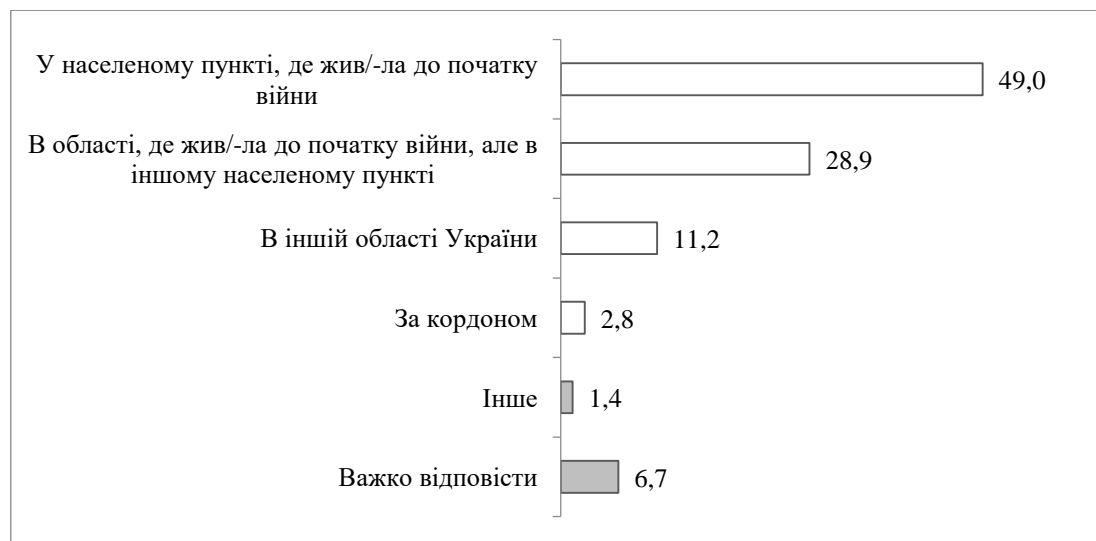 У населеному пункті, де жив/-ла до початку
війни
49,0
В області, де жив/-ла до початку війни, але в
іншому населеному пункті
28,9
В іншій області України
11,2
За кордоном
2,8
Інше
1,4
Важко відповісти
6,7